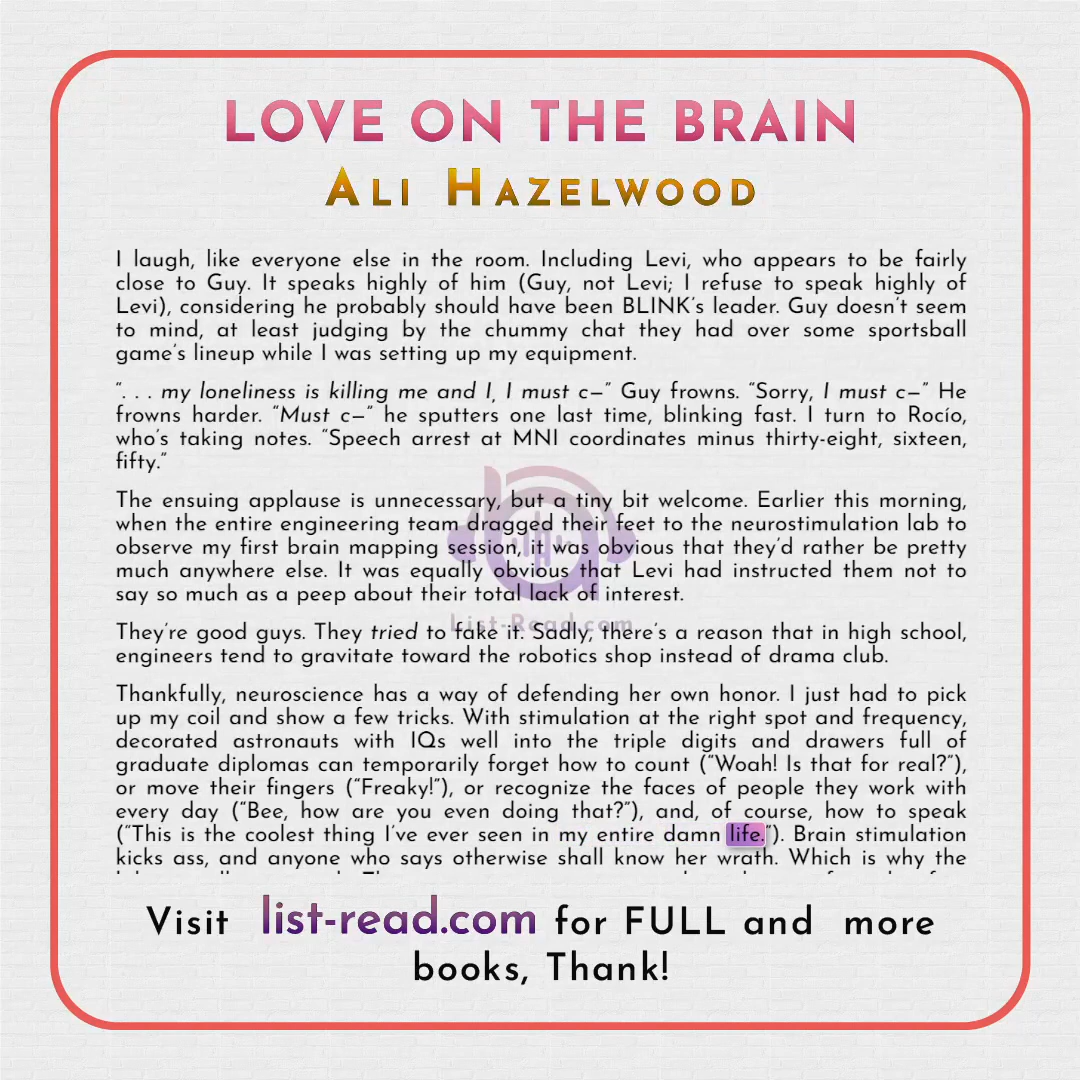 LOVE ON THE BRAIN
ALI HAZELWOOD
I laugh, like everyone else in the room. Including Levi, who appears to be fairly
close to Guy. It speaks highly of him (Guy, not Levi; I refuse to speak highly of
Levi), considering he probably should have been BLINK’s leader. Guy doesn’t seem
to mind, at least judging by the chummy chat they had over some sportsball
game’s lineup while I was setting up my equipment.
“. . . my loneliness is killing me and I, I must c—” Guy frowns. “Sorry, I must c—” He
frowns harder. “Must c—” he sputters one last time, blinking fast. I turn to Rocío,
who’s taking notes. “Speech arrest at MNI coordinates minus thirty-eight, sixteen,
fifty.”
The ensuing applause is unnecessary, but a tiny bit welcome. Earlier this morning,
when the entire engineering team dragged their feet to the neurostimulation lab to
observe my first brain mapping session, it was obvious that they’d rather be pretty
much anywhere else. It was equally obvious that Levi had instructed them not to
say so much as a peep about their total lack of interest.
List-Read.com
They’re good guys. They tried to fake it. Sadly, there’s a reason that in high school,
engineers tend to gravitate toward the robotics shop instead of drama club.
Thankfully, neuroscience has a way of defending her own honor. I just had to pick
up my coil and show a few tricks. With stimulation at the right spot and frequency,
decorated astronauts with IQs well into the triple digits and drawers full of
graduate diplomas can temporarily forget how to count (“Woah! Is that for real?”),
or move their fingers (“Freaky!”), or recognize the faces of people they work with
every day (“Bee, how are you even doing that?”), and, of course, how to speak
(“This is the coolest thing I’ve ever seen in my entire damn life.”). Brain stimulation
kicks ass, and anyone who says otherwise shall know her wrath. Which is why the
Visit list-read.com for FULL and more
books, Thank!